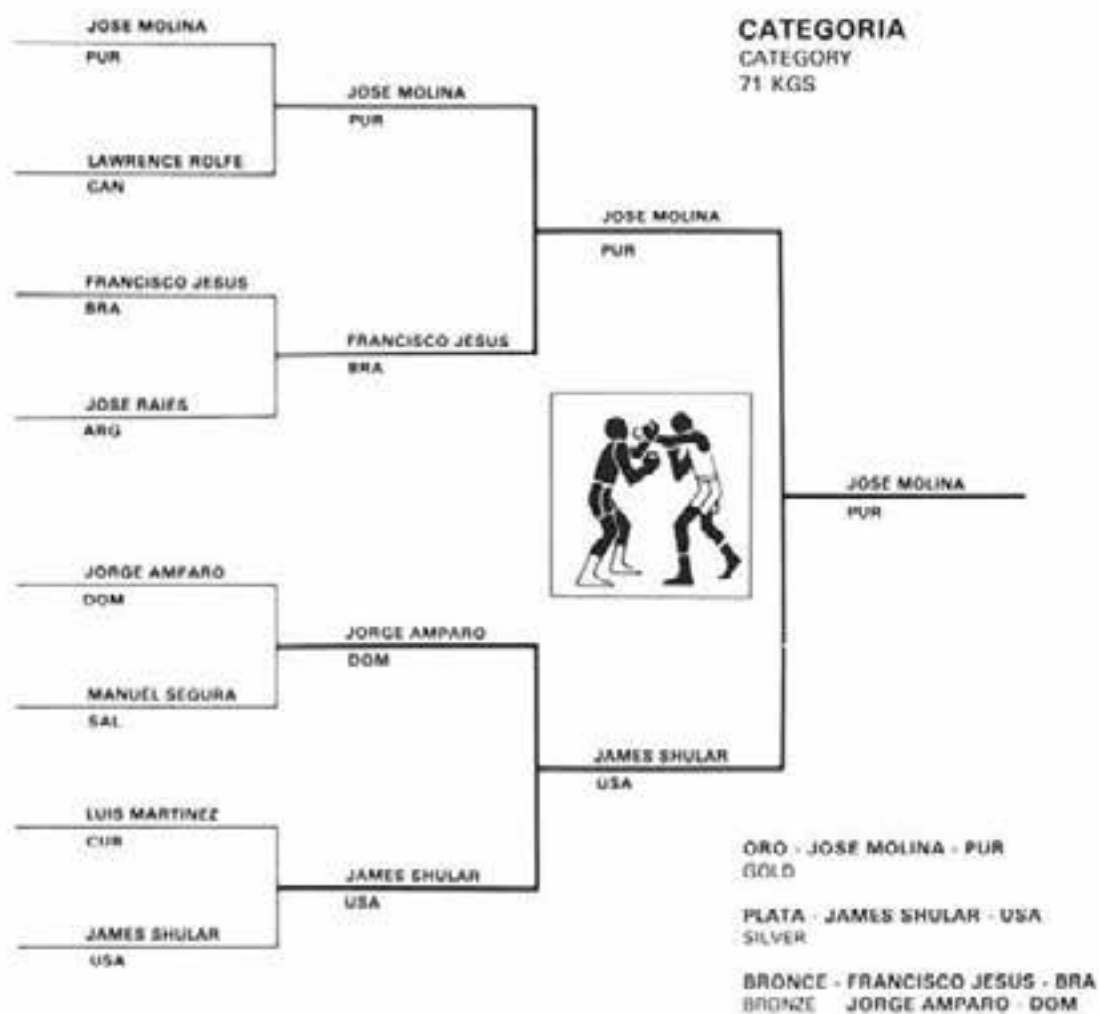 CATEGORIA
CATEGORY
71 KGS
JOSE MOLINA
PUR
LAWRENCE ROLFE
CAN
FRANCISCO JESUS
BRA
JOSE RAIES
ARG
JORGE AMPARO
DOM
MANUEL SEGURA
SAL
LUIS MARTINEZ
CUB
JAMES SHULAR
USA
JOSE MOLINA
PUR
FRANCISCO JESUS
BRA
JORGE AMPARO
DOM
JAMES SHULAR
USA
JOSE MOLINA
PUR
JAMES SHULAR
USA
JOSE MOLINA
PUR
ORO - JOSE MOLINA - PUR
GOLD
PLATA - JAMES SHULAR - USA
SILVER
BRONCE - FRANCISCO JESUS - BRA
BRONZE JORGE AMPARO - DOM